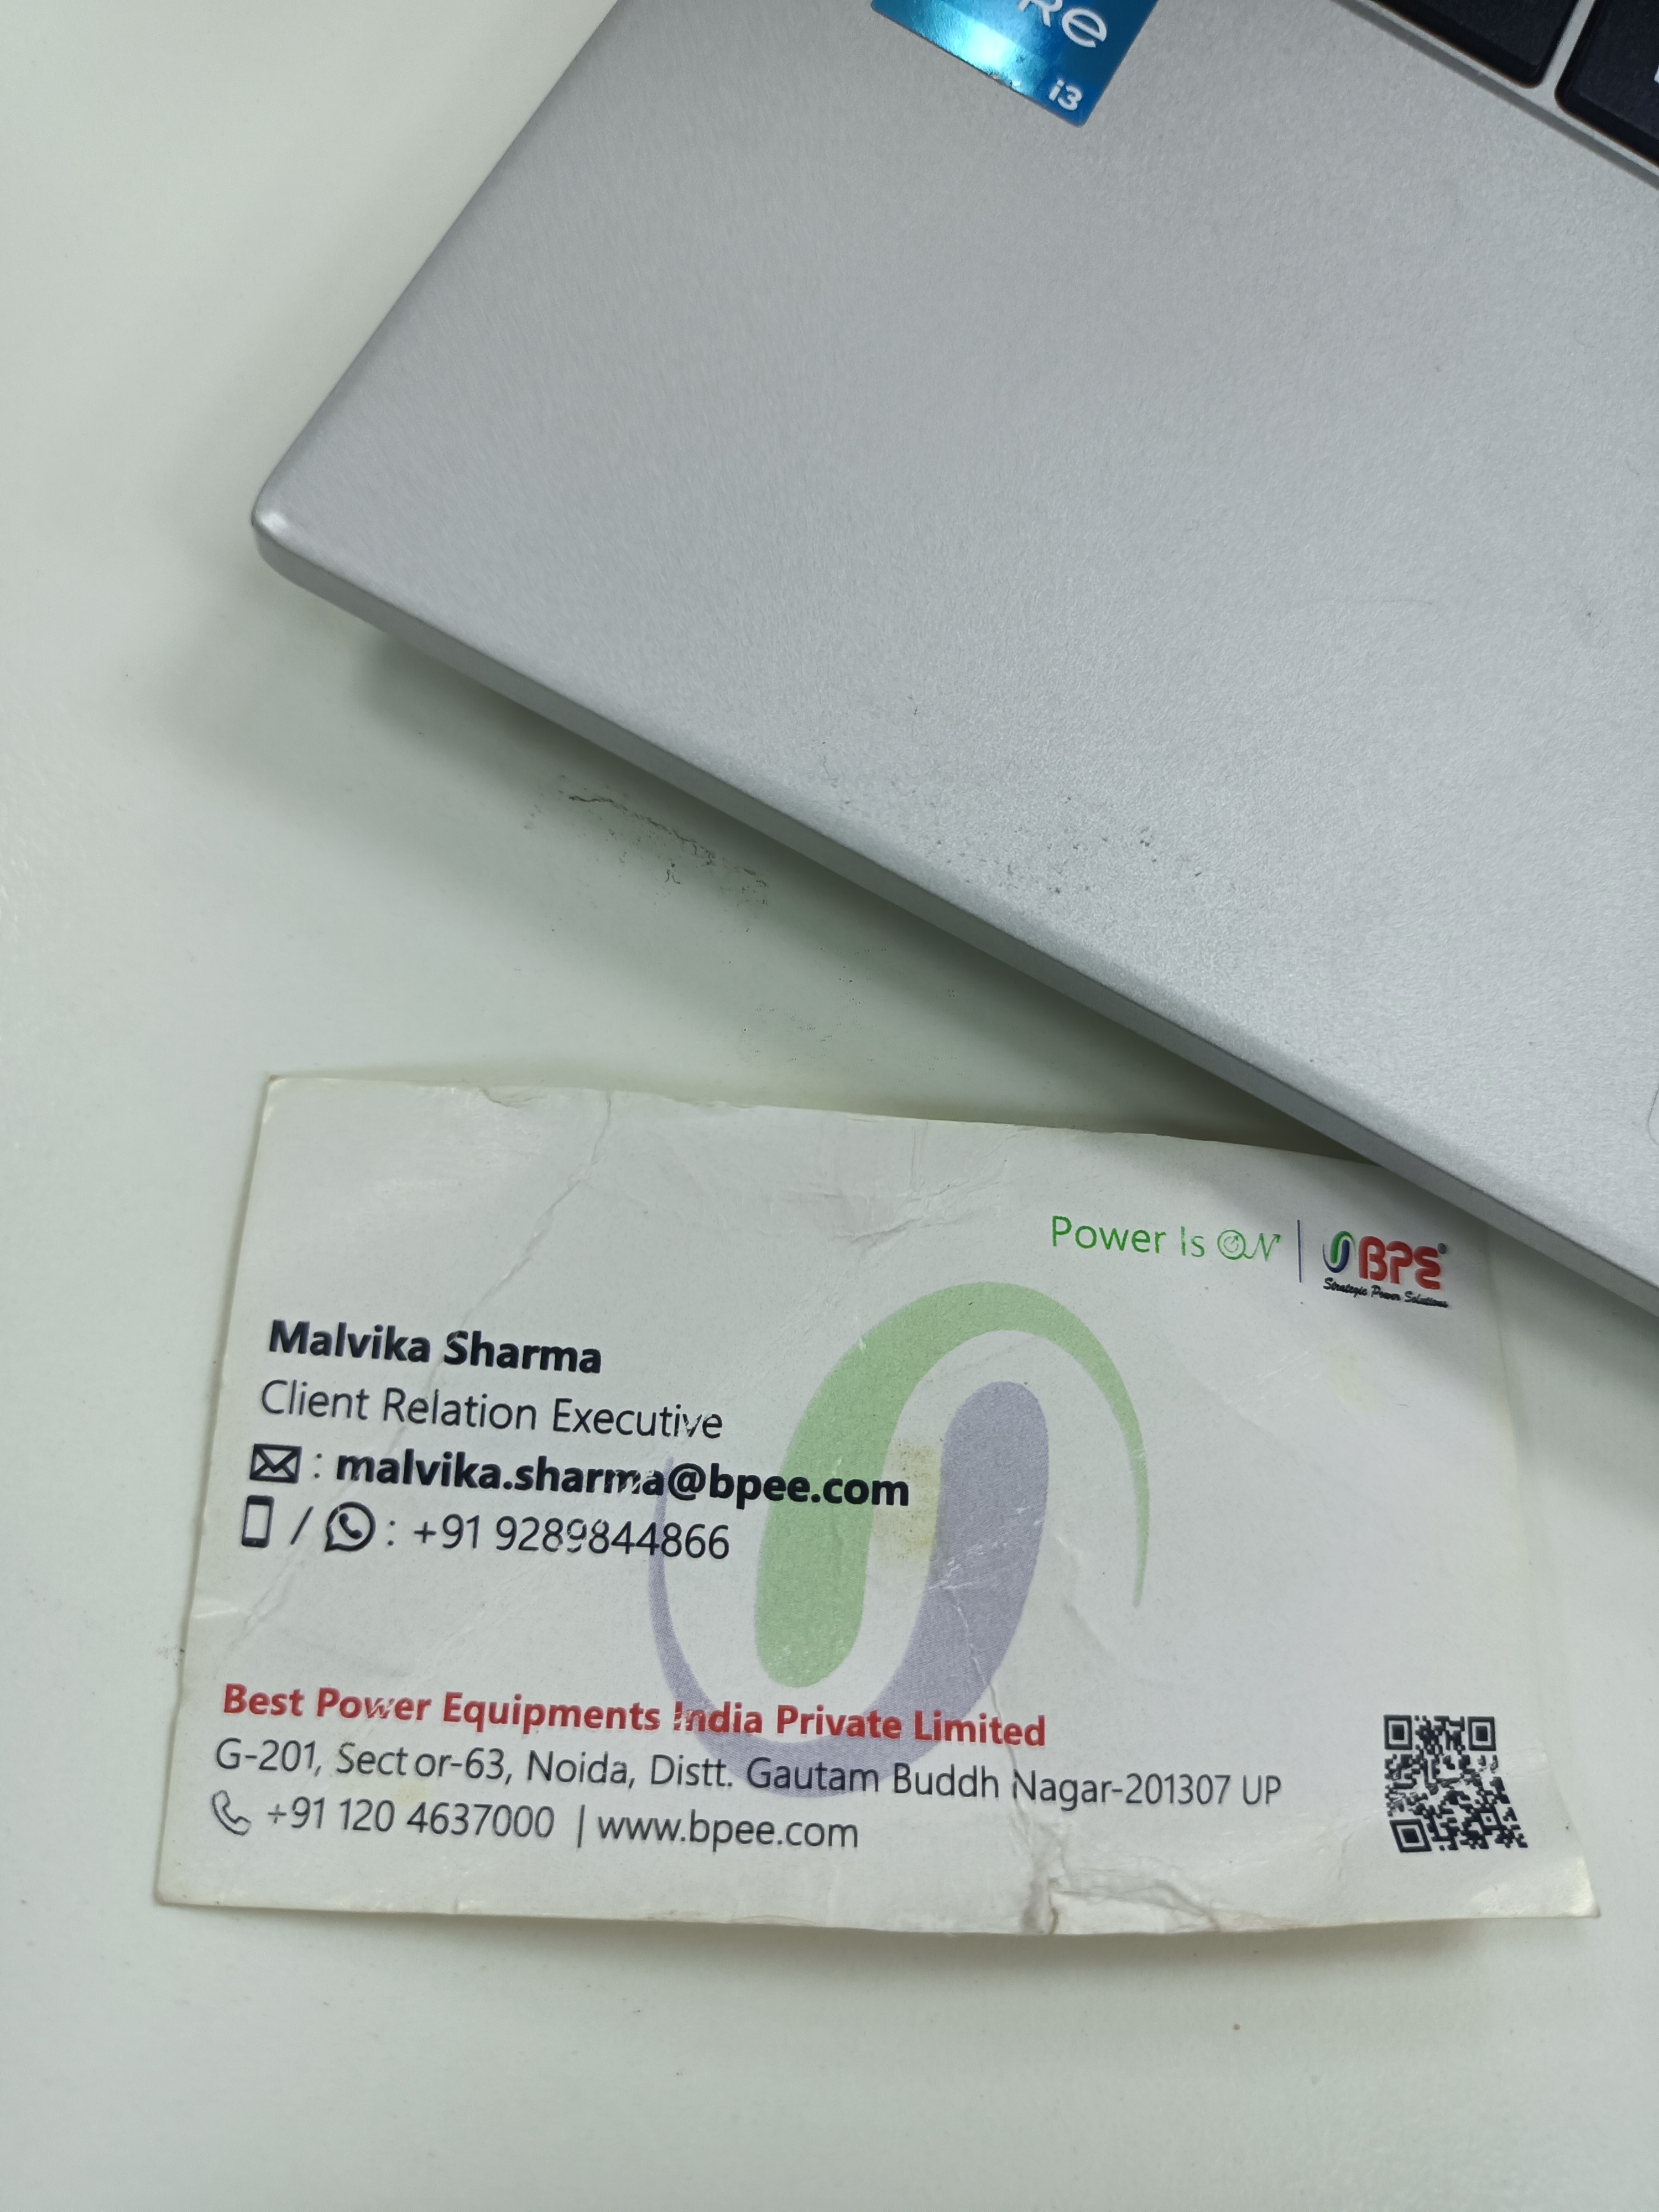 i3
Power Is ON
BPE
Strategic Power Solutions
Malvika Sharma
Client Relation Executive
: malvika.sharma@bpee.com
/ : +91 9289844866
Best Power Equipments India Private Limited
G-201, Sector-63, Noida, Distt. Gautam Buddh Nagar-201307 UP
+91 120 4637000 | www.bpee.com